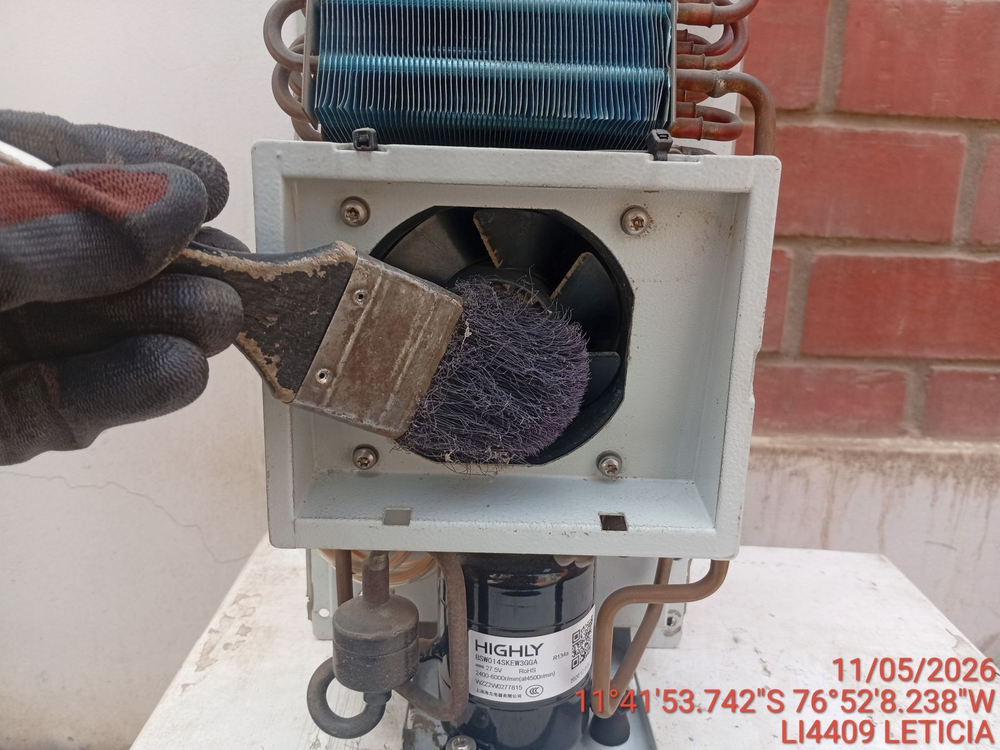 HIGHLY
BSW014SKEW3GGA
R134a
27.5V RoHS
2400-6000r/min(at4500r/min)
WZZ2W0277815
上海海立电器有限公司
11/05/2026
11°41'53.742"S 76°52'8.238"W
LI4409 LETICIA